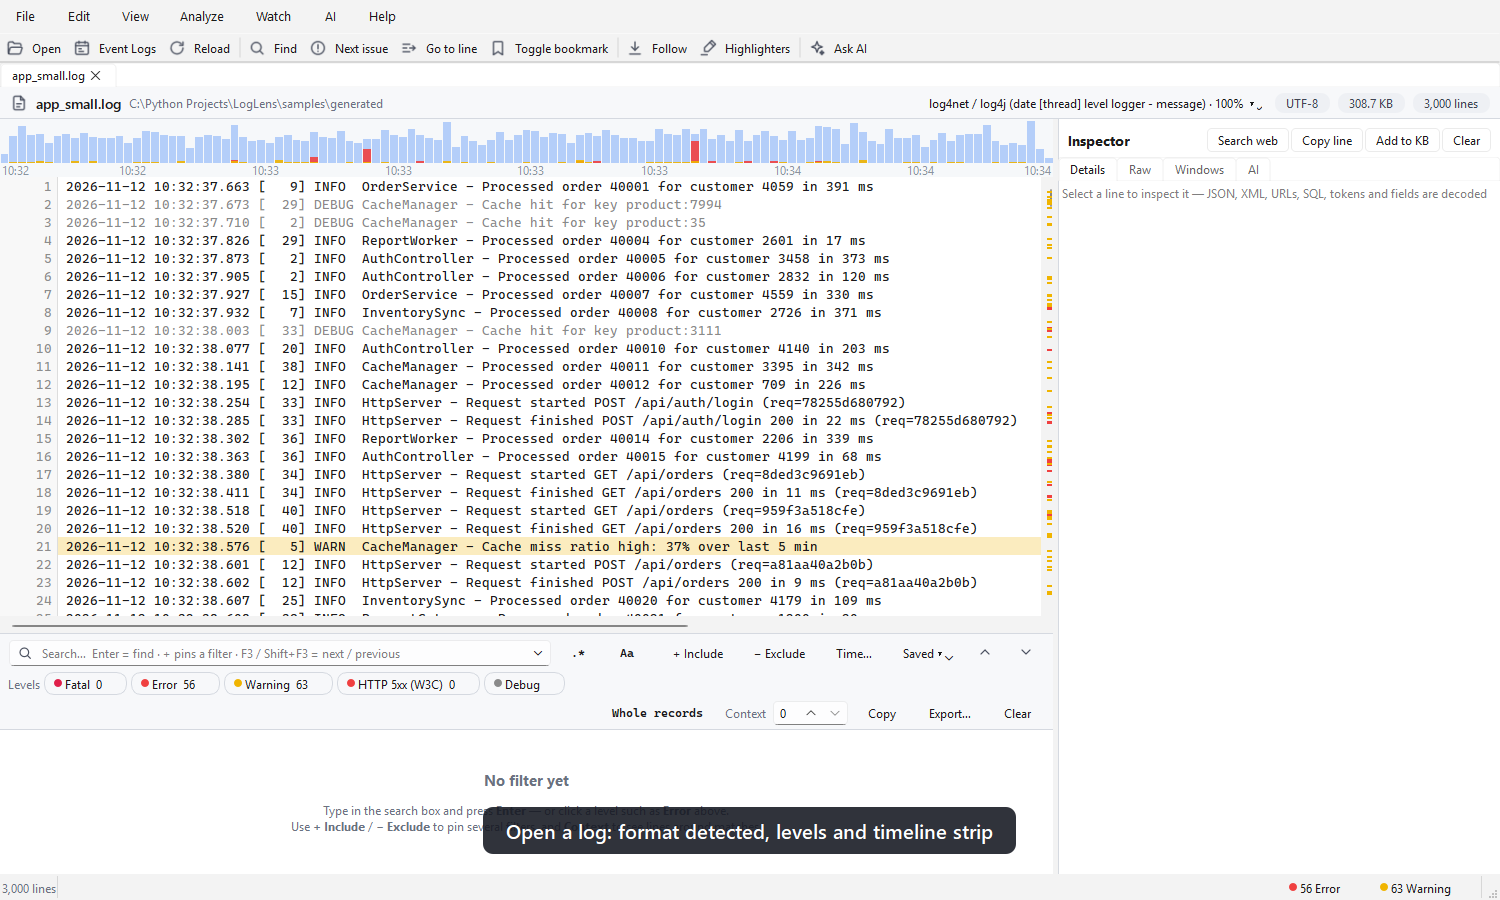 File Edit View Analyze Watch AI Help
Open Event Logs Reload Find Next issue Go to line Toggle bookmark Follow Highlighters Ask AI
app_small.log
app_small.log C:\Python Projects\LogLens\samples\generated log4net / log4j (date [thread] level logger - message) · 100% UTF-8 308.7 KB 3,000 lines
10:32 10:32 10:33 10:33 10:33 10:33 10:34 10:34 10:34
1 2026-11-12 10:32:37.663 [ 9] INFO OrderService - Processed order 40001 for customer 4059 in 391 ms
2 2026-11-12 10:32:37.673 [ 29] DEBUG CacheManager - Cache hit for key product:7994
3 2026-11-12 10:32:37.710 [ 2] DEBUG CacheManager - Cache hit for key product:35
4 2026-11-12 10:32:37.826 [ 29] INFO ReportWorker - Processed order 40004 for customer 2601 in 17 ms
5 2026-11-12 10:32:37.873 [ 2] INFO AuthController - Processed order 40005 for customer 3458 in 373 ms
6 2026-11-12 10:32:37.905 [ 2] INFO AuthController - Processed order 40006 for customer 2832 in 120 ms
7 2026-11-12 10:32:37.927 [ 15] INFO OrderService - Processed order 40007 for customer 4559 in 330 ms
8 2026-11-12 10:32:37.932 [ 7] INFO InventorySync - Processed order 40008 for customer 2726 in 371 ms
9 2026-11-12 10:32:38.003 [ 33] DEBUG CacheManager - Cache hit for key product:3111
10 2026-11-12 10:32:38.077 [ 20] INFO AuthController - Processed order 40010 for customer 4140 in 203 ms
11 2026-11-12 10:32:38.141 [ 38] INFO CacheManager - Processed order 40011 for customer 3395 in 342 ms
12 2026-11-12 10:32:38.195 [ 12] INFO CacheManager - Processed order 40012 for customer 709 in 226 ms
13 2026-11-12 10:32:38.254 [ 33] INFO HttpServer - Request started POST /api/auth/login (req=78255d680792)
14 2026-11-12 10:32:38.285 [ 33] INFO HttpServer - Request finished POST /api/auth/login 200 in 22 ms (req=78255d680792)
15 2026-11-12 10:32:38.302 [ 36] INFO ReportWorker - Processed order 40014 for customer 2206 in 339 ms
16 2026-11-12 10:32:38.363 [ 36] INFO AuthController - Processed order 40015 for customer 4199 in 68 ms
17 2026-11-12 10:32:38.380 [ 34] INFO HttpServer - Request started GET /api/orders (req=8ded3c9691eb)
18 2026-11-12 10:32:38.411 [ 34] INFO HttpServer - Request finished GET /api/orders 200 in 11 ms (req=8ded3c9691eb)
19 2026-11-12 10:32:38.518 [ 40] INFO HttpServer - Request started GET /api/orders (req=959f3a518cfe)
20 2026-11-12 10:32:38.520 [ 40] INFO HttpServer - Request finished GET /api/orders 200 in 16 ms (req=959f3a518cfe)
21 2026-11-12 10:32:38.576 [ 5] WARN CacheManager - Cache miss ratio high: 37% over last 5 min
22 2026-11-12 10:32:38.601 [ 12] INFO HttpServer - Request started POST /api/orders (req=a81aa40a2b0b)
23 2026-11-12 10:32:38.602 [ 12] INFO HttpServer - Request finished POST /api/orders 200 in 9 ms (req=a81aa40a2b0b)
24 2026-11-12 10:32:38.607 [ 25] INFO InventorySync - Processed order 40020 for customer 4179 in 109 ms
Inspector Search web Copy line Add to KB Clear
Details Raw Windows AI
Select a line to inspect it — JSON, XML, URLs, SQL, tokens and fields are decoded
Search... Enter = find · + pins a filter · F3 / Shift+F3 = next / previous .* Aa + Include − Exclude Time... Saved
Levels Fatal 0 Error 56 Warning 63 HTTP 5xx (W3C) 0 Debug
Whole records Context 0 Copy Export... Clear
No filter yet
Type in the search box and press Enter — or click a level such as Error above.
Use + Include / − Exclude to pin several
Open a log: format detected, levels and timeline strip
3,000 lines 56 Error 63 Warning